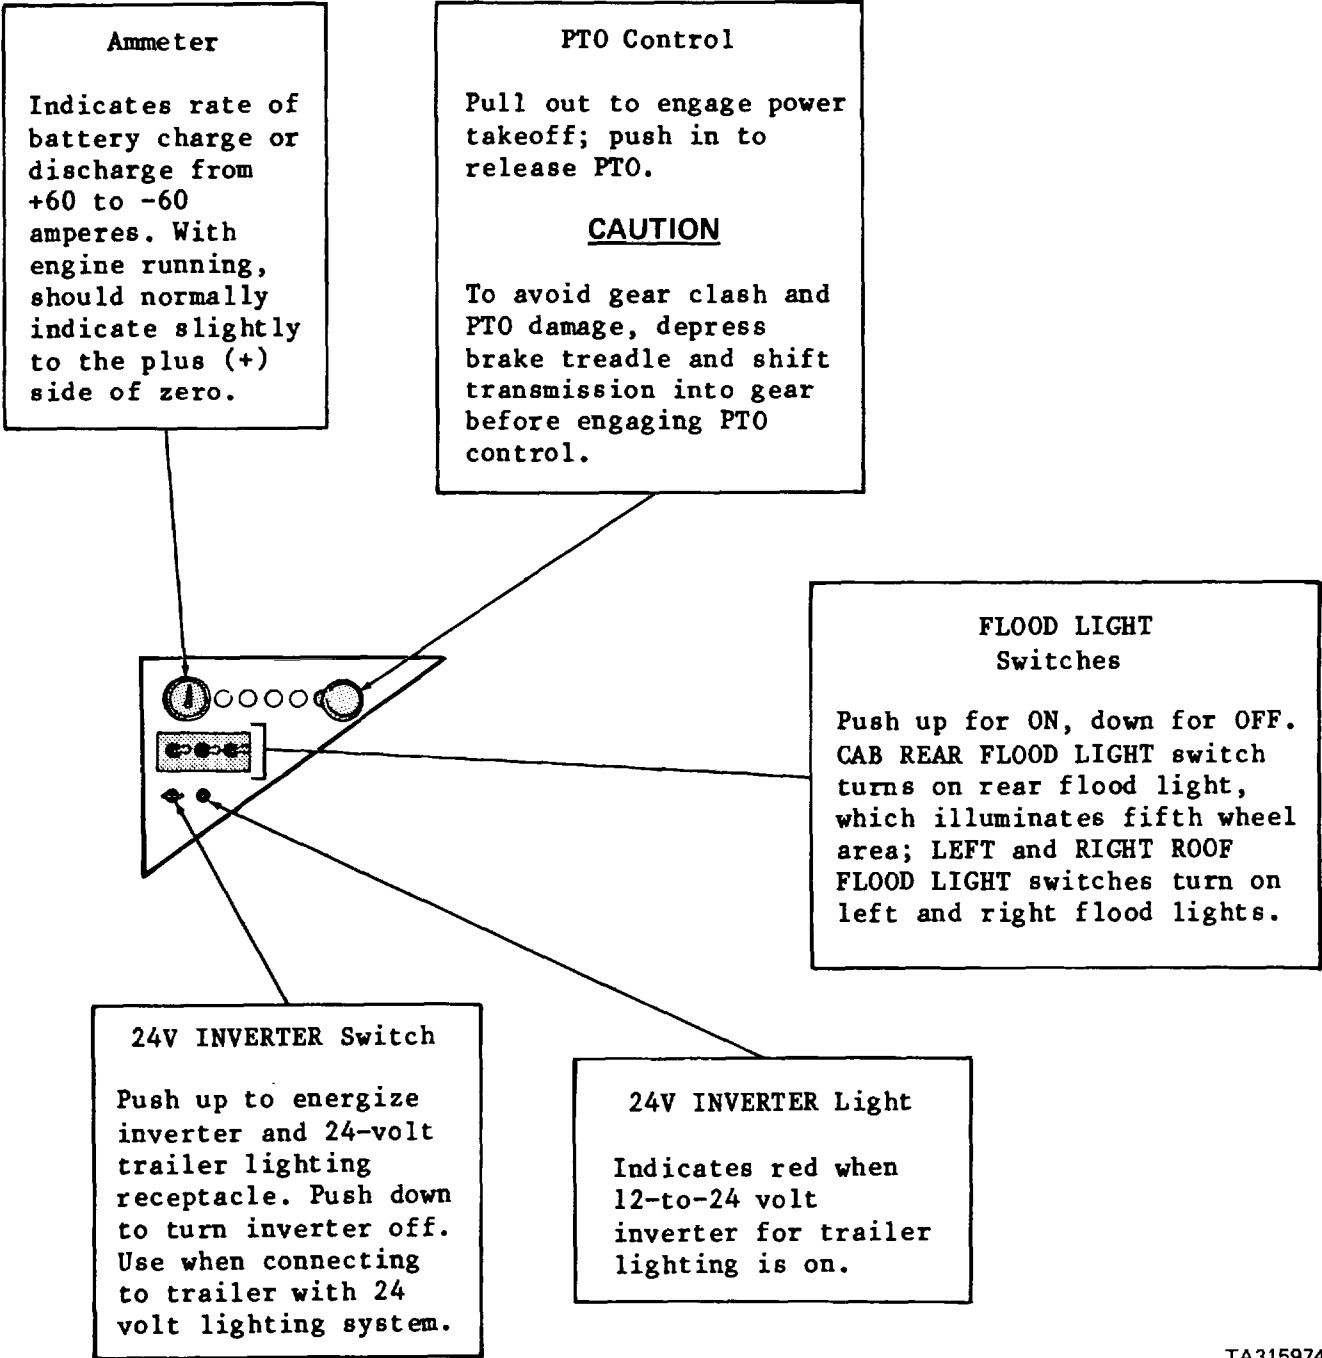 Ammeter
Indicates rate of
battery charge or
discharge from
+60 to -60
amperes. With
engine running,
should normally
indicate slightly
to the plus (+)
side of zero.
PTO Control
Pull out to engage power
takeoff; push in to
release PTO.
CAUTION
To avoid gear clash and
PTO damage, depress
brake treadle and shift
transmission into gear
before engaging PTO
control.
FLOOD LIGHT
Switches
Push up for ON, down for OFF.
CAB REAR FLOOD LIGHT switch
turns on rear flood light,
which illuminates fifth wheel
area; LEFT and RIGHT ROOF
FLOOD LIGHT switches turn on
left and right flood lights.
24V INVERTER Switch
Push up to energize
inverter and 24-volt
trailer lighting
receptacle. Push down
to turn inverter off.
Use when connecting
to trailer with 24
volt lighting system.
24V INVERTER Light
Indicates red when
12-to-24 volt
inverter for trailer
lighting is on.
TA315974